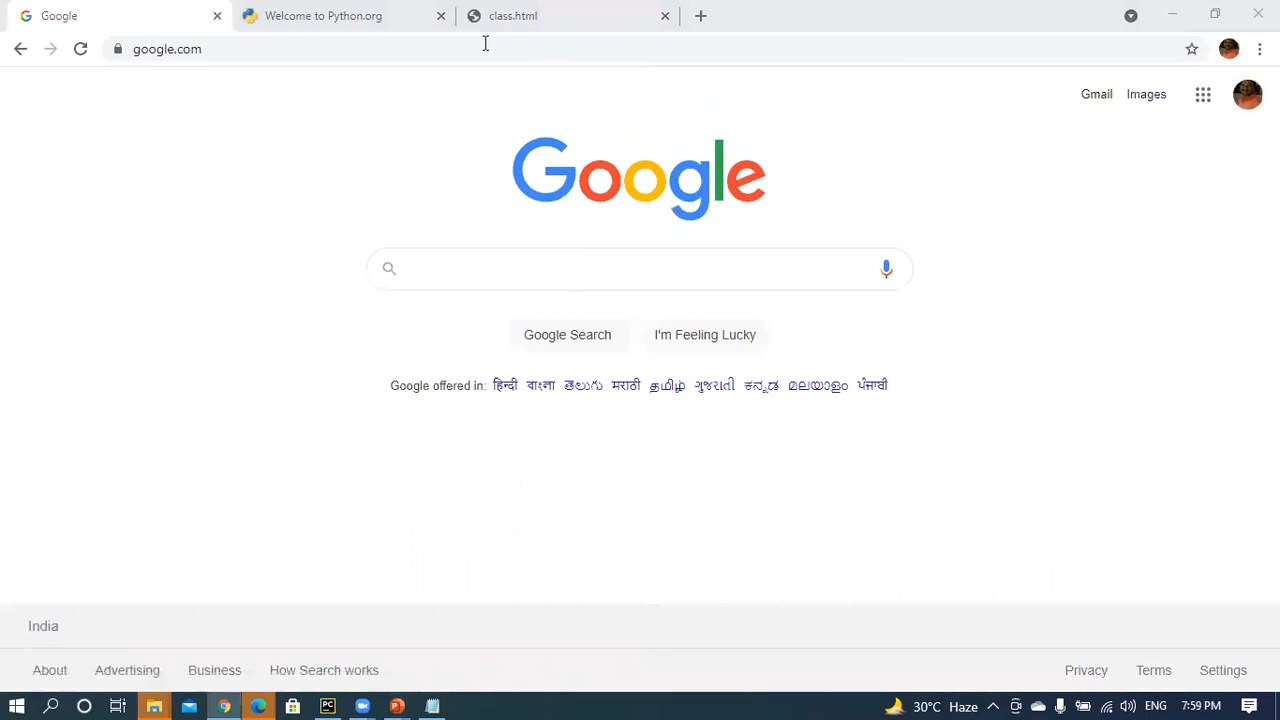 Google
Welcome to Python.org
class.html
google.com
Gmail Images
Google
Google Search I'm Feeling Lucky
Google offered in: हिन्दी বাংলা తెలుగు मराठी தமிழ் ગુજરાતી ಕನ್ನಡ മലയാളം ਪੰਜਾਬੀ
India
About Advertising Business How Search works Privacy Terms Settings
PC 30°C Haze ENG 7:59 PM